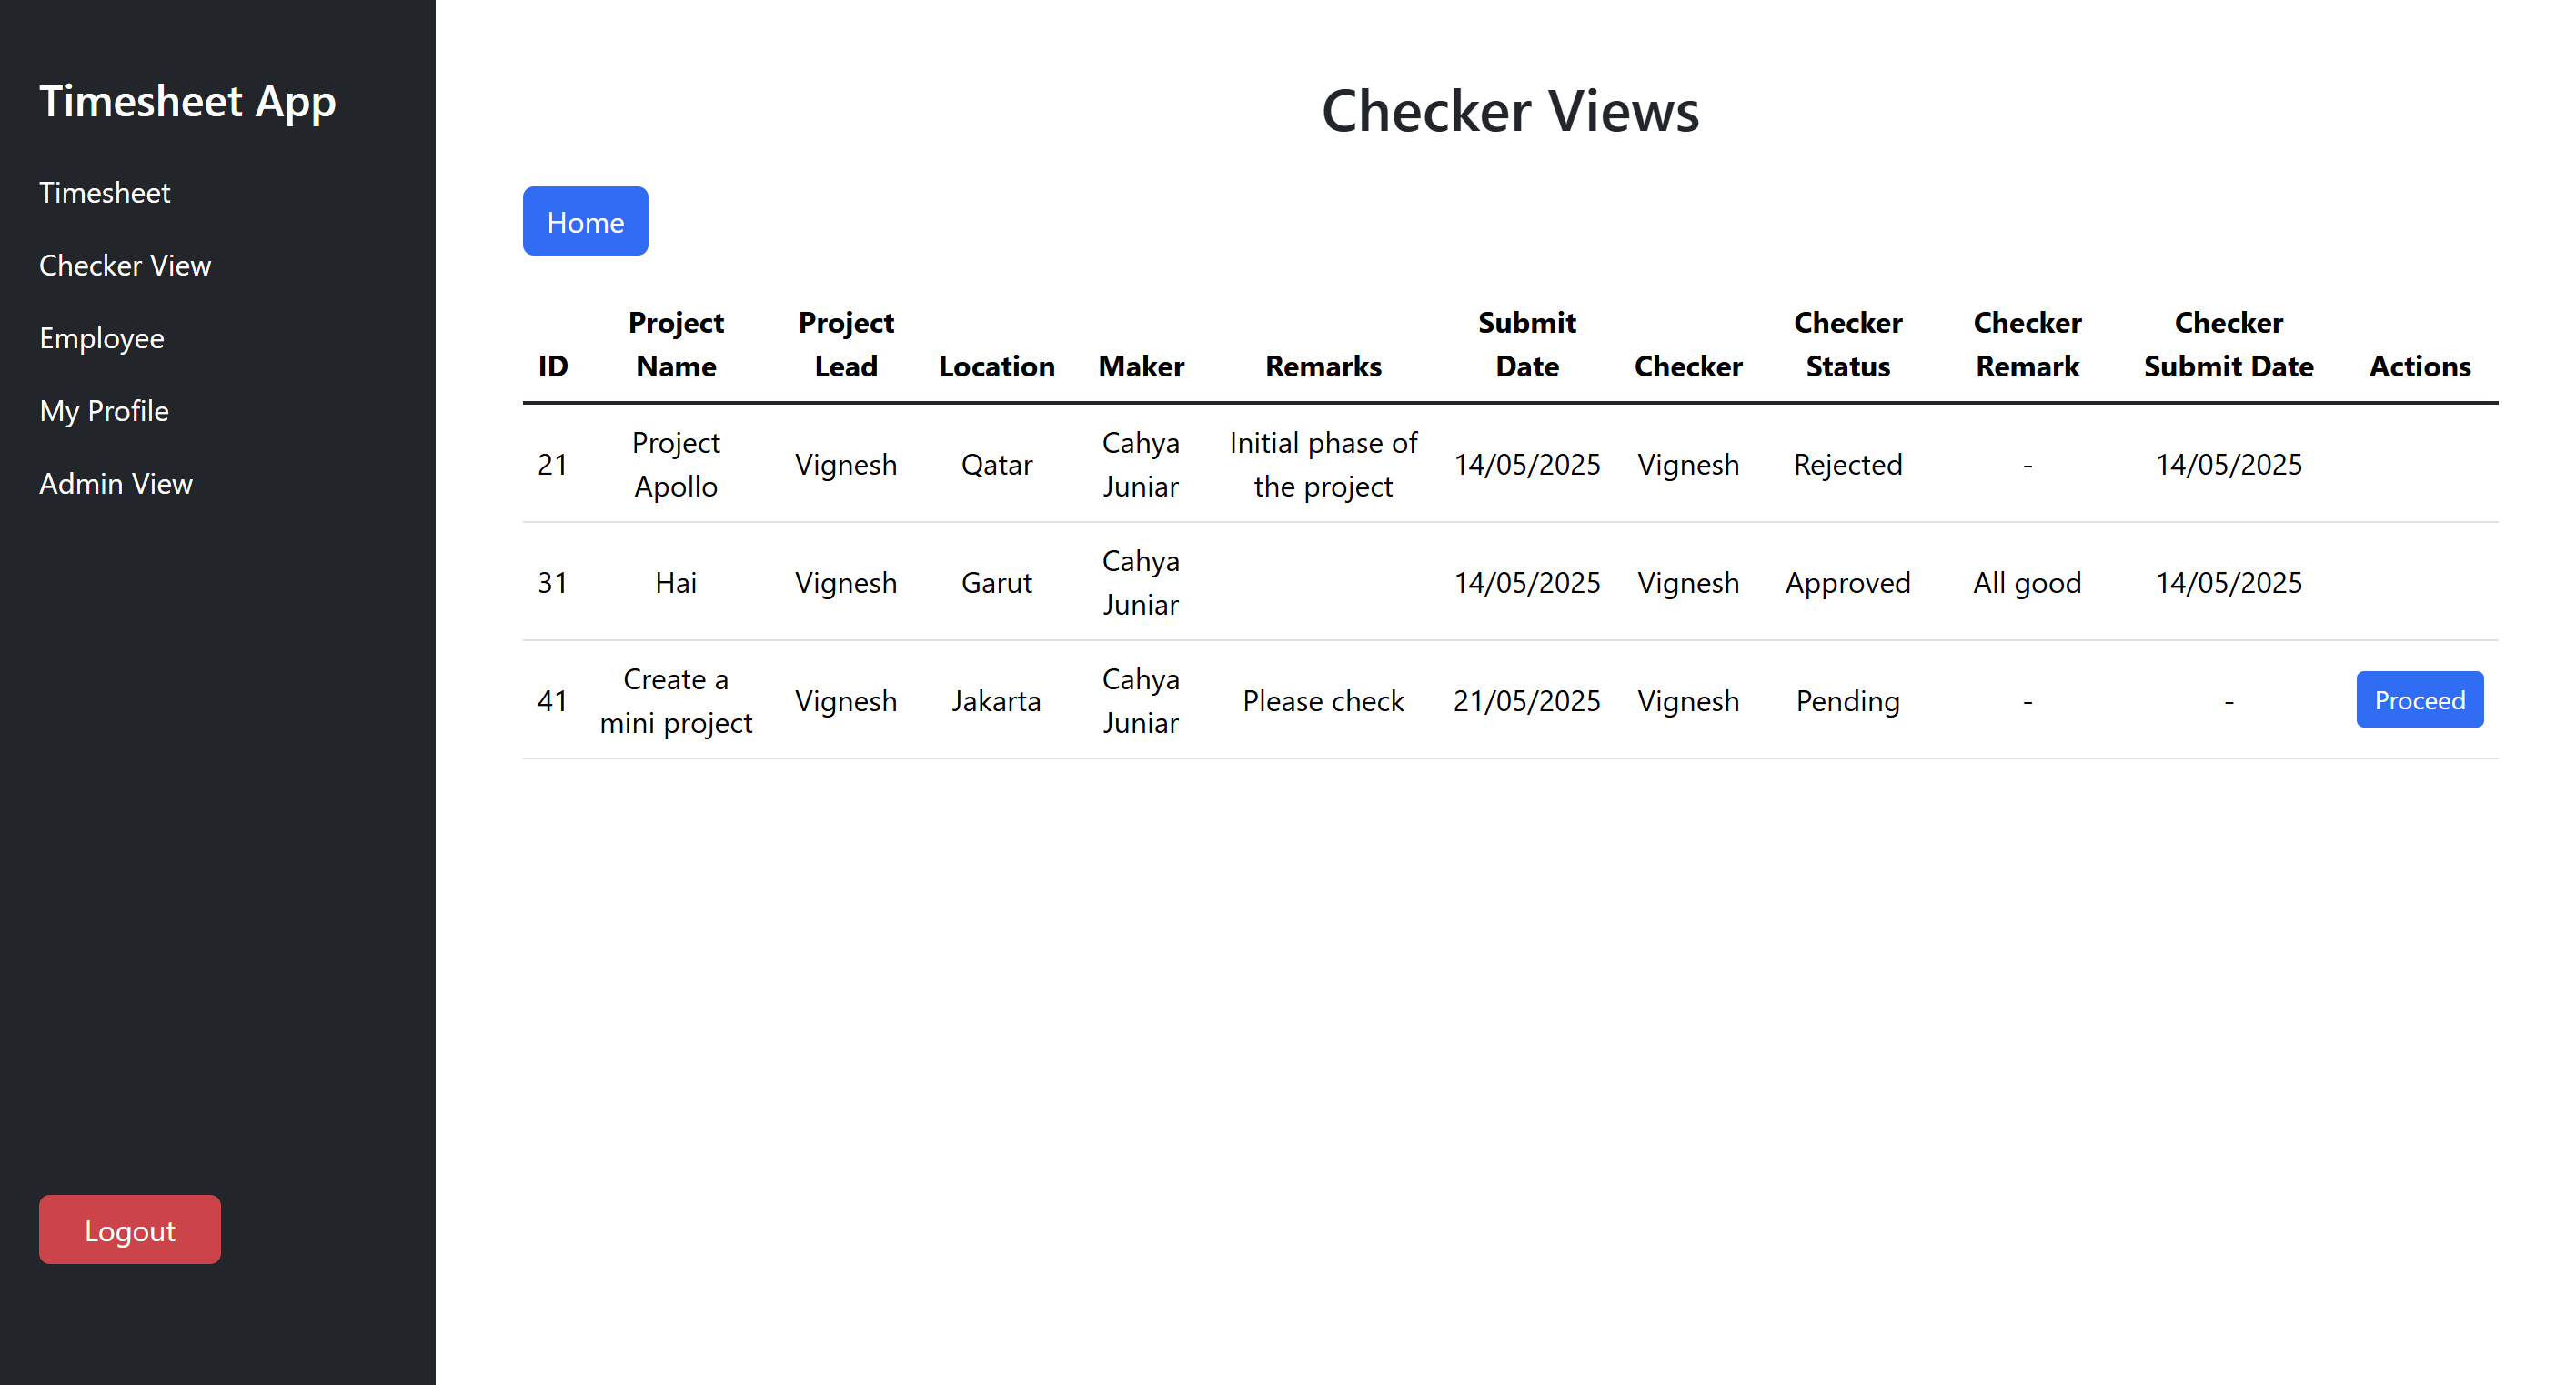 Timesheet App
Timesheet
Checker View
Employee
My Profile
Admin View
Logout
Checker Views
Home
ID Project Name Project Lead Location Maker Remarks Submit Date Checker Checker Status Checker Remark Checker Submit Date Actions
21 Project Apollo Vignesh Qatar Cahya Juniar Initial phase of the project 14/05/2025 Vignesh Rejected - 14/05/2025
31 Hai Vignesh Garut Cahya Juniar 14/05/2025 Vignesh Approved All good 14/05/2025
41 Create a mini project Vignesh Jakarta Cahya Juniar Please check 21/05/2025 Vignesh Pending - - Proceed